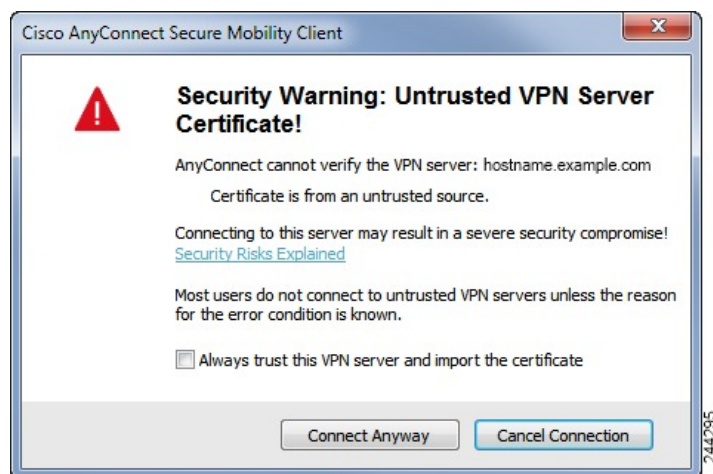 Cisco AnyConnect Secure Mobility Client
Security Warning: Untrusted VPN Server
Certificate!
AnyConnect cannot verify the VPN server: hostname.example.com
Certificate is from an untrusted source.
Connecting to this server may result in a severe security compromise!
Security Risks Explained
Most users do not connect to untrusted VPN servers unless the reason
for the error condition is known.
Always trust this VPN server and import the certificate
Connect Anyway
Cancel Connection
244295